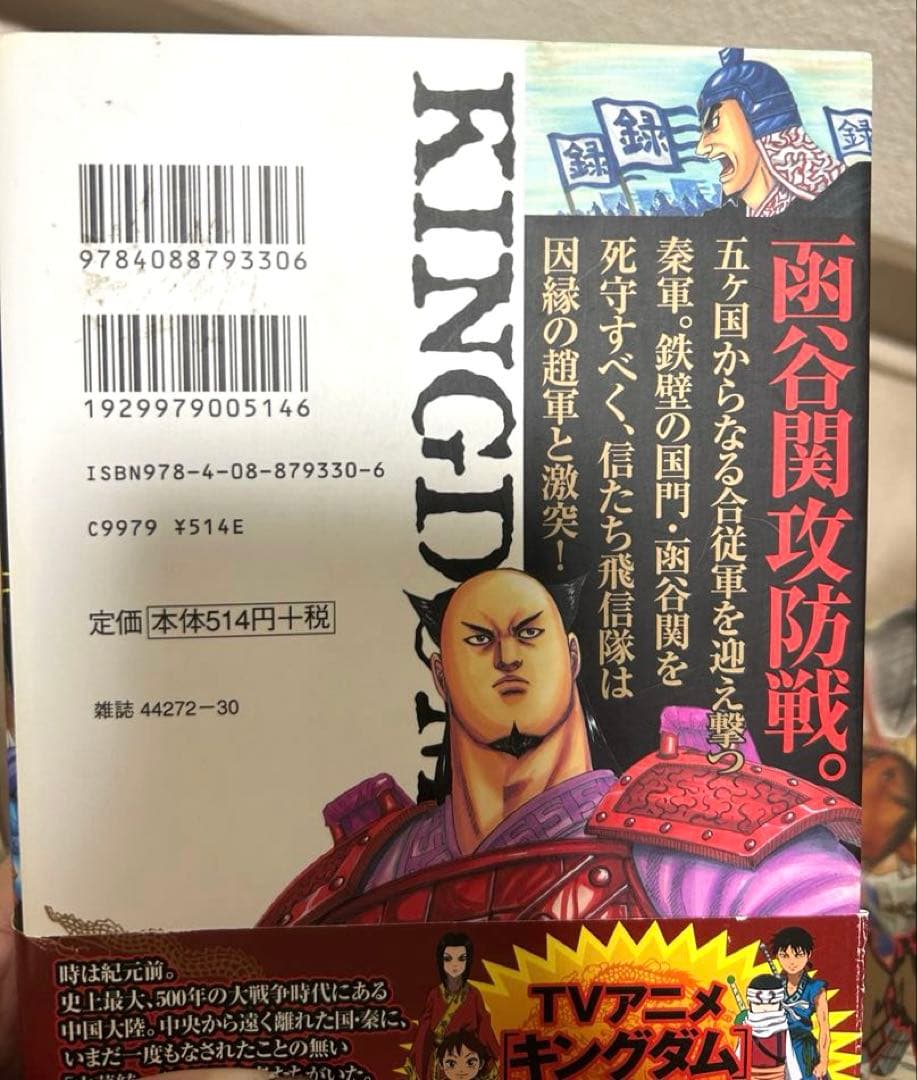 9784088793306
1929979005146
ISBN978-4-08-879330-6
C9979 ¥514E
定価 本体514円+税
雑誌 44272-30
KINGDOM
録
録
録
函谷関攻防戦。
五ヶ国からなる合従軍を迎え撃つ
秦軍。鉄壁の国門・函谷関を
死守すべく、信たち飛信隊は
因縁の趙軍と激突！
時は紀元前。
史上最大、500年の大戦争時代にある
中国大陸。中央から遠く離れた国・秦に、
いまだ一度もなされたことの無い
TVアニメ
[キングダム]